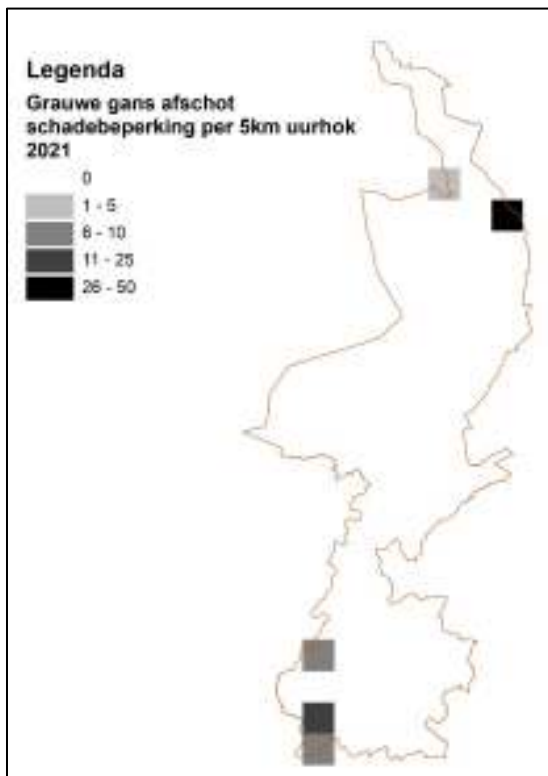 Legenda
Grauwe gans afschot
schadebeperking per 5km uurhok
2021
0
1 - 5
6 - 10
11 - 25
26 - 50